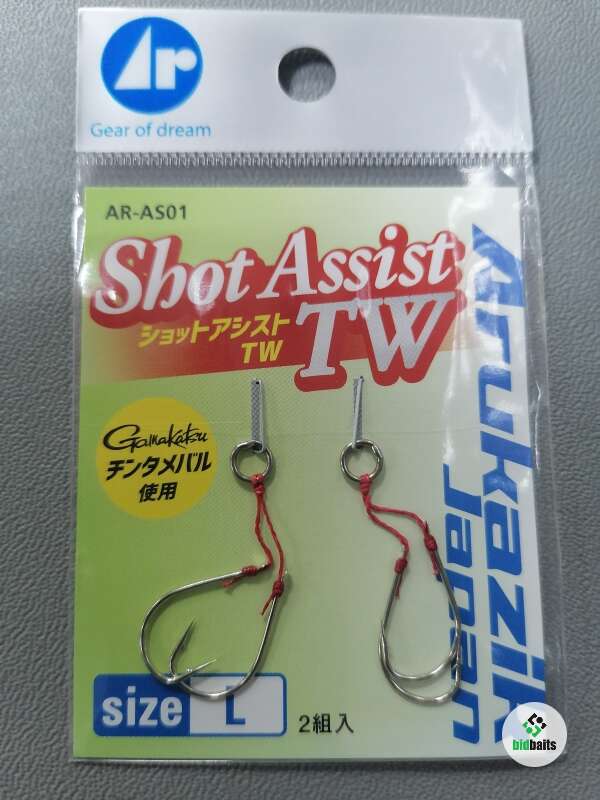 Ar
Gear of dream
AR-AS01
Shot Assist
ショットアシスト
TW
TW
Gamakatsu
チンタメバル
使用
Arukazik
Japan
size L
2組入
bidbaits